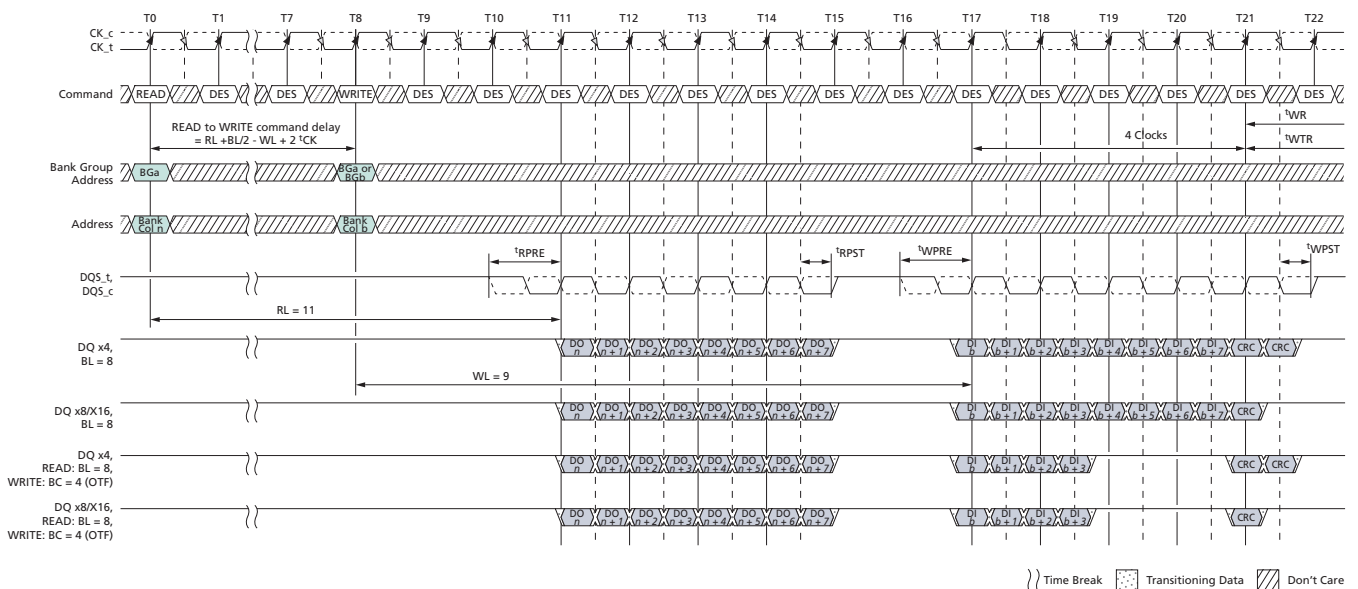 T0 T1 T7 T8 T9 T10 T11 T12 T13 T14 T15 T16 T17 T18 T19 T20 T21 T22
CK_c
CK_t
Command READ DES DES WRITE DES DES DES DES DES DES DES DES DES DES DES DES DES DES
READ to WRITE command delay
= RL +BL/2 - WL + 2 tCK
4 Clocks
tWR
tWTR
Bank Group
Address
BGa
BGa or
BGb
Address
Bank
Col n
Bank
Col b
tRPRE
tRPST
tWPRE
tWPST
DQS_t,
DQS_c
RL = 11
DQ x4,
BL = 8
DO n DO n + 1 DO n + 2 DO n + 3 DO n + 4 DO n + 5 DO n + 6 DO n + 7 DI b DI b + 1 DI b + 2 DI b + 3 DI b + 4 DI b + 5 DI b + 6 DI b + 7 CRC CRC
WL = 9
DQ x8/X16,
BL = 8
DO n DO n + 1 DO n + 2 DO n + 3 DO n + 4 DO n + 5 DO n + 6 DO n + 7 DI b DI b + 1 DI b + 2 DI b + 3 DI b + 4 DI b + 5 DI b + 6 DI b + 7 CRC
DQ x4,
READ: BL = 8,
WRITE: BC = 4 (OTF)
DO n DO n + 1 DO n + 2 DO n + 3 DO n + 4 DO n + 5 DO n + 6 DO n + 7 DI b DI b + 1 DI b + 2 DI b + 3 CRC CRC
DQ x8/X16,
READ: BL = 8,
WRITE: BC = 4 (OTF)
DO n DO n + 1 DO n + 2 DO n + 3 DO n + 4 DO n + 5 DO n + 6 DO n + 7 DI b DI b + 1 DI b + 2 DI b + 3 CRC
Time Break Transitioning Data Don't Care